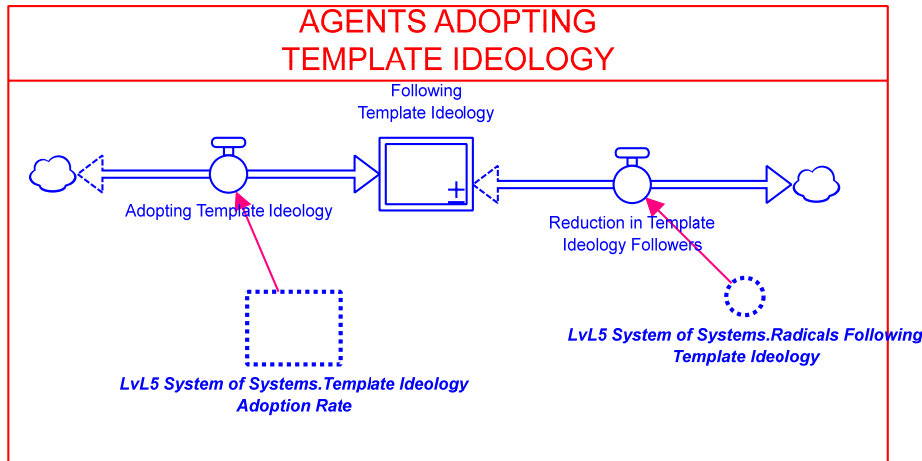 AGENTS ADOPTING
TEMPLATE IDEOLOGY
Following
Template Ideology
Adopting Template Ideology
Reduction in Template
Ideology Followers
LvL5 System of Systems.Radicals Following
Template Ideology
LvL5 System of Systems.Template Ideology
Adoption Rate